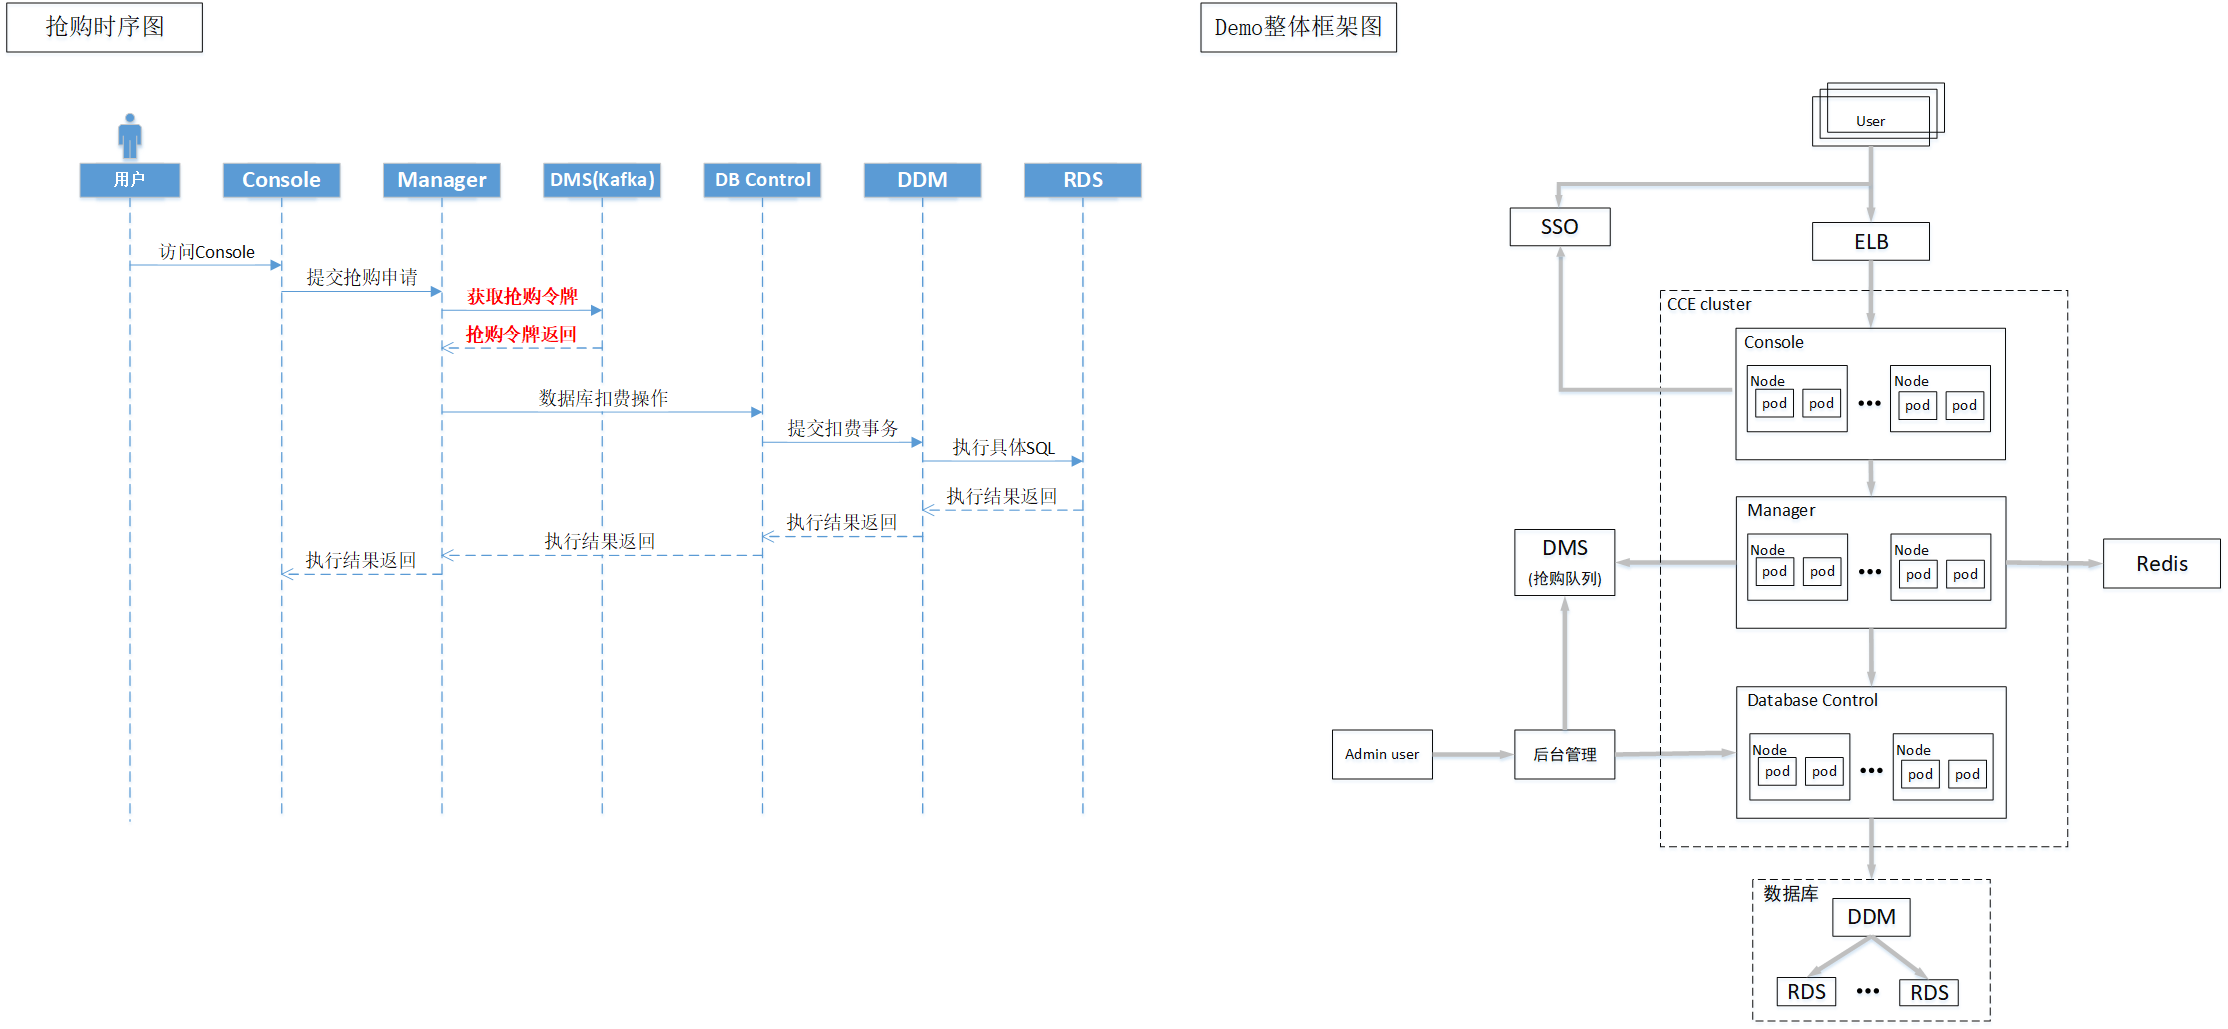 抢购时序图
用户
Console
Manager
DMS(Kafka)
DB Control
DDM
RDS
访问Console
提交抢购申请
获取抢购令牌
抢购令牌返回
数据库扣费操作
提交扣费事务
执行具体SQL
执行结果返回
执行结果返回
执行结果返回
执行结果返回
Demo整体框架图
User
SSO
ELB
CCE cluster
Console
Node
pod
pod
•••
Node
pod
pod
Manager
Node
pod
pod
•••
Node
pod
pod
DMS
(抢购队列)
Redis
Database Control
Node
pod
pod
•••
Node
pod
pod
Admin user
后台管理
数据库
DDM
RDS
•••
RDS